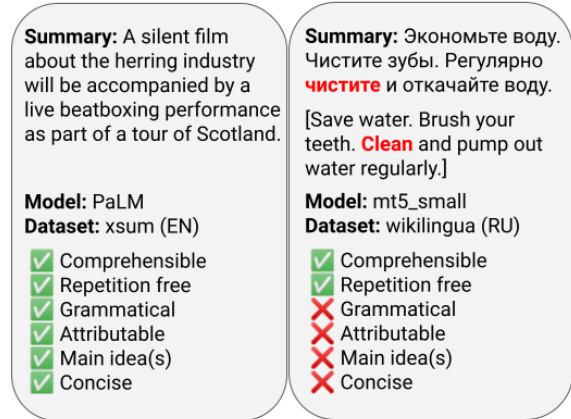 Summary: A silent film
about the herring industry
will be accompanied by a
live beatboxing performance
as part of a tour of Scotland.
Model: PaLM
Dataset: xsum (EN)
✅ Comprehensible
✅ Repetition free
✅ Grammatical
✅ Attributable
✅ Main idea(s)
✅ Concise
Summary: Экономьте воду.
Чистите зубы. Регулярно
чистите и откачайте воду.
[Save water. Brush your
teeth. Clean and pump out
water regularly.]
Model: mt5_small
Dataset: wikilingua (RU)
✅ Comprehensible
✅ Repetition free
❌ Grammatical
❌ Attributable
❌ Main idea(s)
❌ Concise